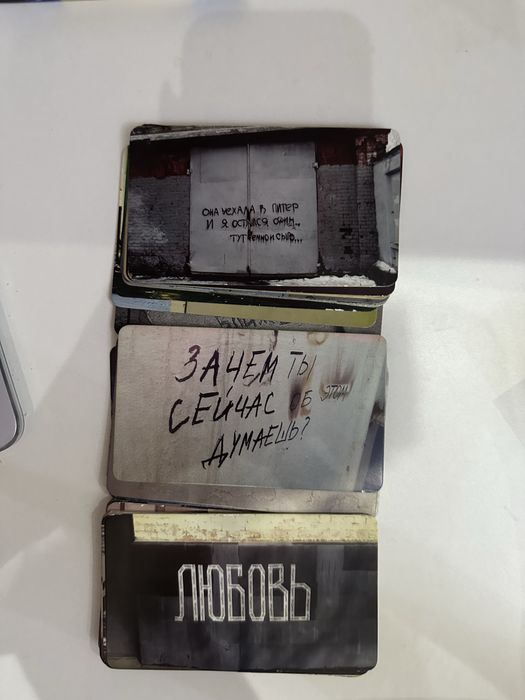 ОНА УЕХАЛА В ПИТЕР
И Я ОСТАЛСЯ ОДИН..
ТУТ ТЕМНО И СЫРО...
ЗАЧЕМ ТЫ
СЕЙЧАС ОБ ЭТОМ
ДУМАЕШЬ?
ЛЮБОВЬ